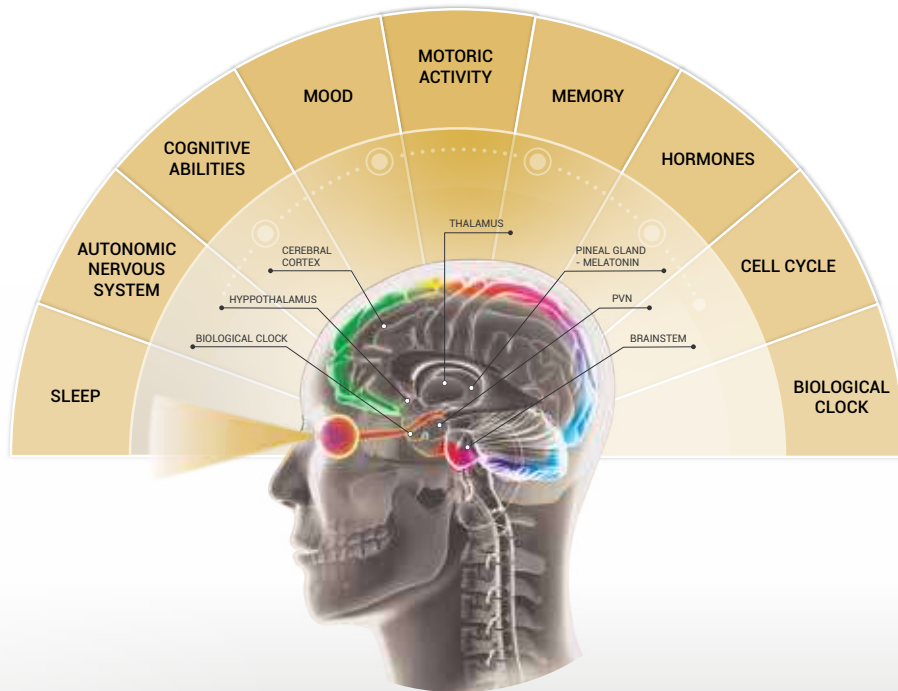 MOTORIC
ACTIVITY
MOOD
MEMORY
COGNITIVE
ABILITIES
HORMONES
AUTONOMIC
NERVOUS
SYSTEM
CELL CYCLE
SLEEP
BIOLOGICAL
CLOCK
THALAMUS
CEREBRAL
CORTEX
PINEAL GLAND
- MELATONIN
HYPPOTHALAMUS
PVN
BIOLOGICAL CLOCK
BRAINSTEM